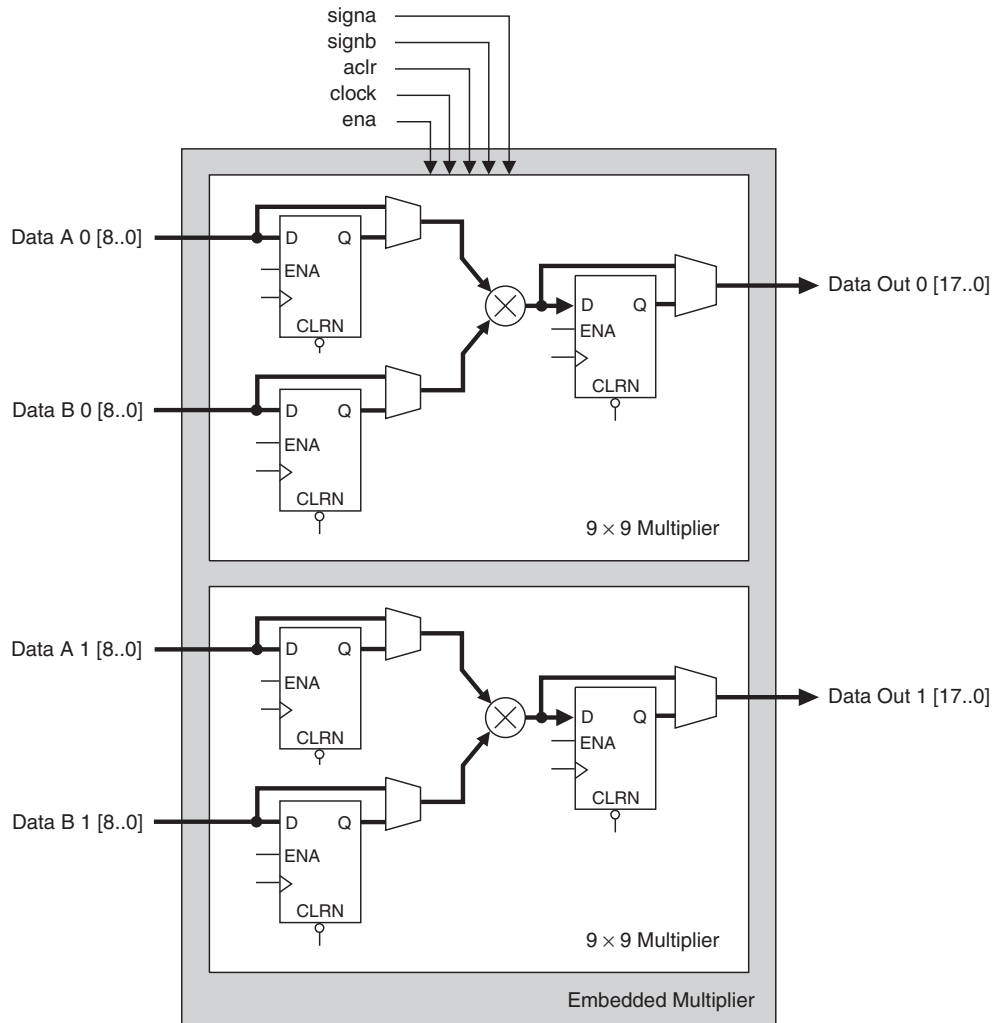 signa
signb
aclr
clock
ena
Data A 0 [8..0]
D Q
ENA
CLRN
Data B 0 [8..0]
D Q
ENA
CLRN
D Q
ENA
CLRN
Data Out 0 [17..0]
9 × 9 Multiplier
Data A 1 [8..0]
D Q
ENA
CLRN
Data B 1 [8..0]
D Q
ENA
CLRN
D Q
ENA
CLRN
Data Out 1 [17..0]
9 × 9 Multiplier
Embedded Multiplier